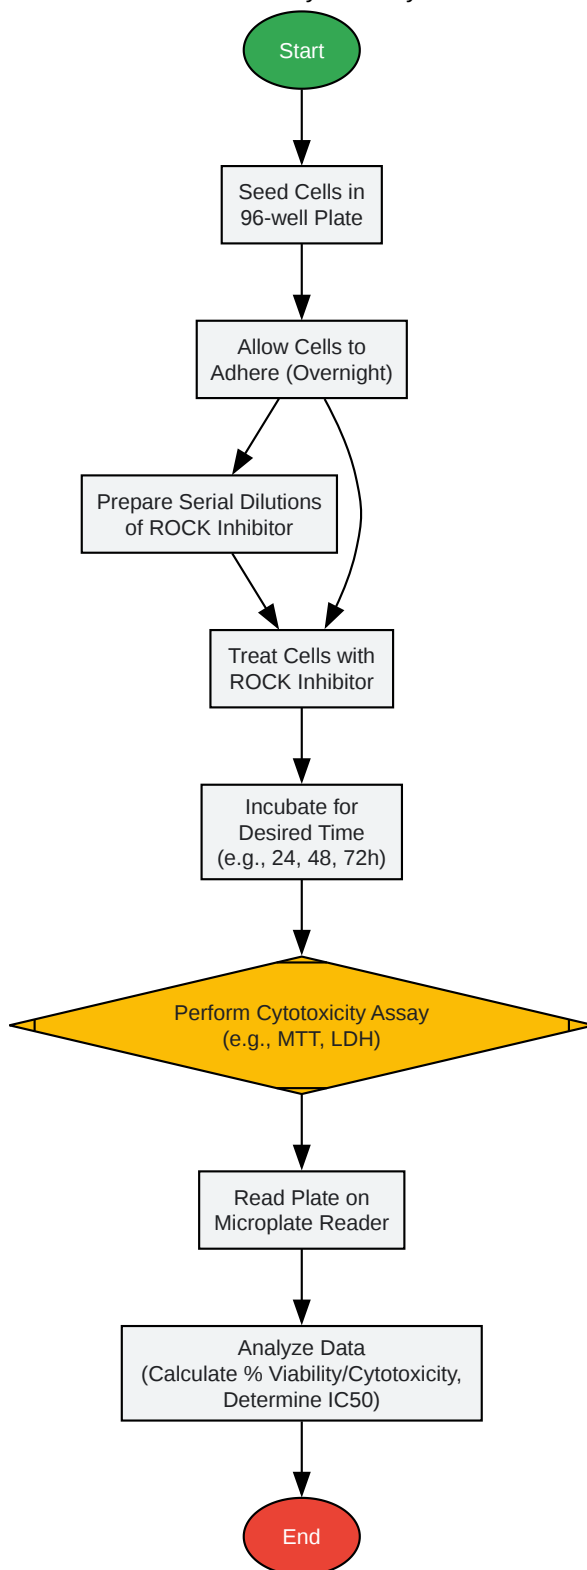 Start
Seed Cells in
96-well Plate
Allow Cells to
Adhere (Overnight)
Prepare Serial Dilutions
of ROCK Inhibitor
Treat Cells with
ROCK Inhibitor
Incubate for
Desired Time
(e.g., 24, 48, 72h)
Perform Cytotoxicity Assay
(e.g., MTT, LDH)
Read Plate on
Microplate Reader
Analyze Data
(Calculate % Viability/Cytotoxicity,
Determine IC50)
End